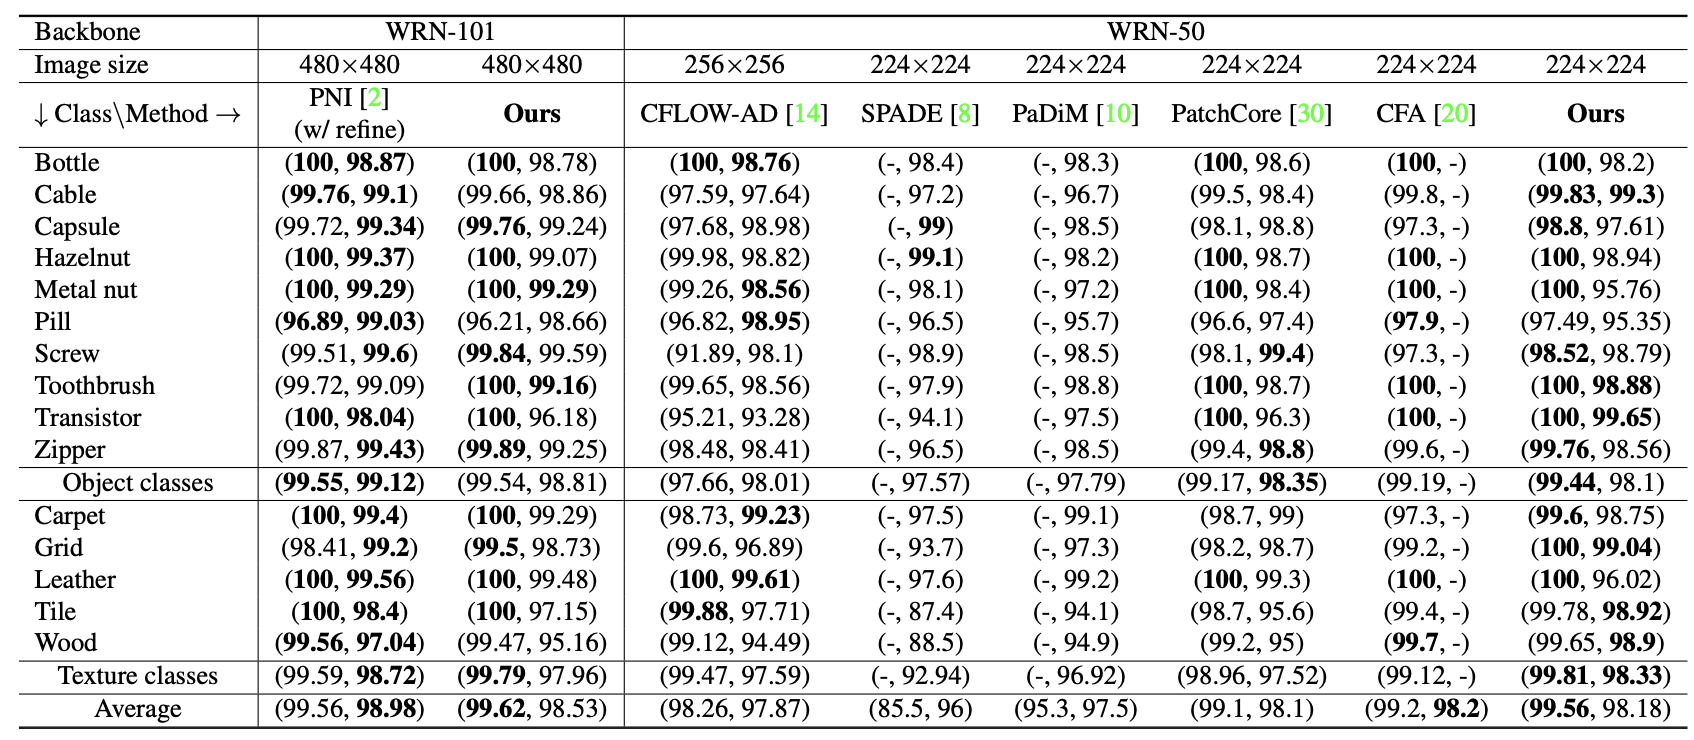 Backbone WRN-101 WRN-50
Image size 480×480 480×480 256×256 224×224 224×224 224×224 224×224 224×224
↓ Class\Method → PNI [2] (w/ refine) Ours CFLOW-AD [14] SPADE [8] PaDiM [10] PatchCore [30] CFA [20] Ours
Bottle (100, 98.87) (100, 98.78) (100, 98.76) (-, 98.4) (-, 98.3) (100, 98.6) (100, -) (100, 98.2)
Cable (99.76, 99.1) (99.66, 98.86) (97.59, 97.64) (-, 97.2) (-, 96.7) (99.5, 98.4) (99.8, -) (99.83, 99.3)
Capsule (99.72, 99.34) (99.76, 99.24) (97.68, 98.98) (-, 99) (-, 98.5) (98.1, 98.8) (97.3, -) (98.8, 97.61)
Hazelnut (100, 99.37) (100, 99.07) (99.98, 98.82) (-, 99.1) (-, 98.2) (100, 98.7) (100, -) (100, 98.94)
Metal nut (100, 99.29) (100, 99.29) (99.26, 98.56) (-, 98.1) (-, 97.2) (100, 98.4) (100, -) (100, 95.76)
Pill (96.89, 99.03) (96.21, 98.66) (96.82, 98.95) (-, 96.5) (-, 95.7) (96.6, 97.4) (97.9, -) (97.49, 95.35)
Screw (99.51, 99.6) (99.84, 99.59) (91.89, 98.1) (-, 98.9) (-, 98.5) (98.1, 99.4) (97.3, -) (98.52, 98.79)
Toothbrush (99.72, 99.09) (100, 99.16) (99.65, 98.56) (-, 97.9) (-, 98.8) (100, 98.7) (100, -) (100, 98.88)
Transistor (100, 98.04) (100, 96.18) (95.21, 93.28) (-, 94.1) (-, 97.5) (100, 96.3) (100, -) (100, 99.65)
Zipper (99.87, 99.43) (99.89, 99.25) (98.48, 98.41) (-, 96.5) (-, 98.5) (99.4, 98.8) (99.6, -) (99.76, 98.56)
Object classes (99.55, 99.12) (99.54, 98.81) (97.66, 98.01) (-, 97.57) (-, 97.79) (99.17, 98.35) (99.19, -) (99.44, 98.1)
Carpet (100, 99.4) (100, 99.29) (98.73, 99.23) (-, 97.5) (-, 99.1) (98.7, 99) (97.3, -) (99.6, 98.75)
Grid (98.41, 99.2) (99.5, 98.73) (99.6, 96.89) (-, 93.7) (-, 97.3) (98.2, 98.7) (99.2, -) (100, 99.04)
Leather (100, 99.56) (100, 99.48) (100, 99.61) (-, 97.6) (-, 99.2) (100, 99.3) (100, -) (100, 96.02)
Tile (100, 98.4) (100, 97.15) (99.88, 97.71) (-, 87.4) (-, 94.1) (98.7, 95.6) (99.4, -) (99.78, 98.92)
Wood (99.56, 97.04) (99.47, 95.16) (99.12, 94.49) (-, 88.5) (-, 94.9) (99.2, 95) (99.7, -) (99.65, 98.9)
Texture classes (99.59, 98.72) (99.79, 97.96) (99.47, 97.59) (-, 92.94) (-, 96.92) (98.96, 97.52) (99.12, -) (99.81, 98.33)
Average (99.56, 98.98) (99.62, 98.53) (98.26, 97.87) (85.5, 96) (95.3, 97.5) (99.1, 98.1) (99.2, 98.2) (99.56, 98.18)